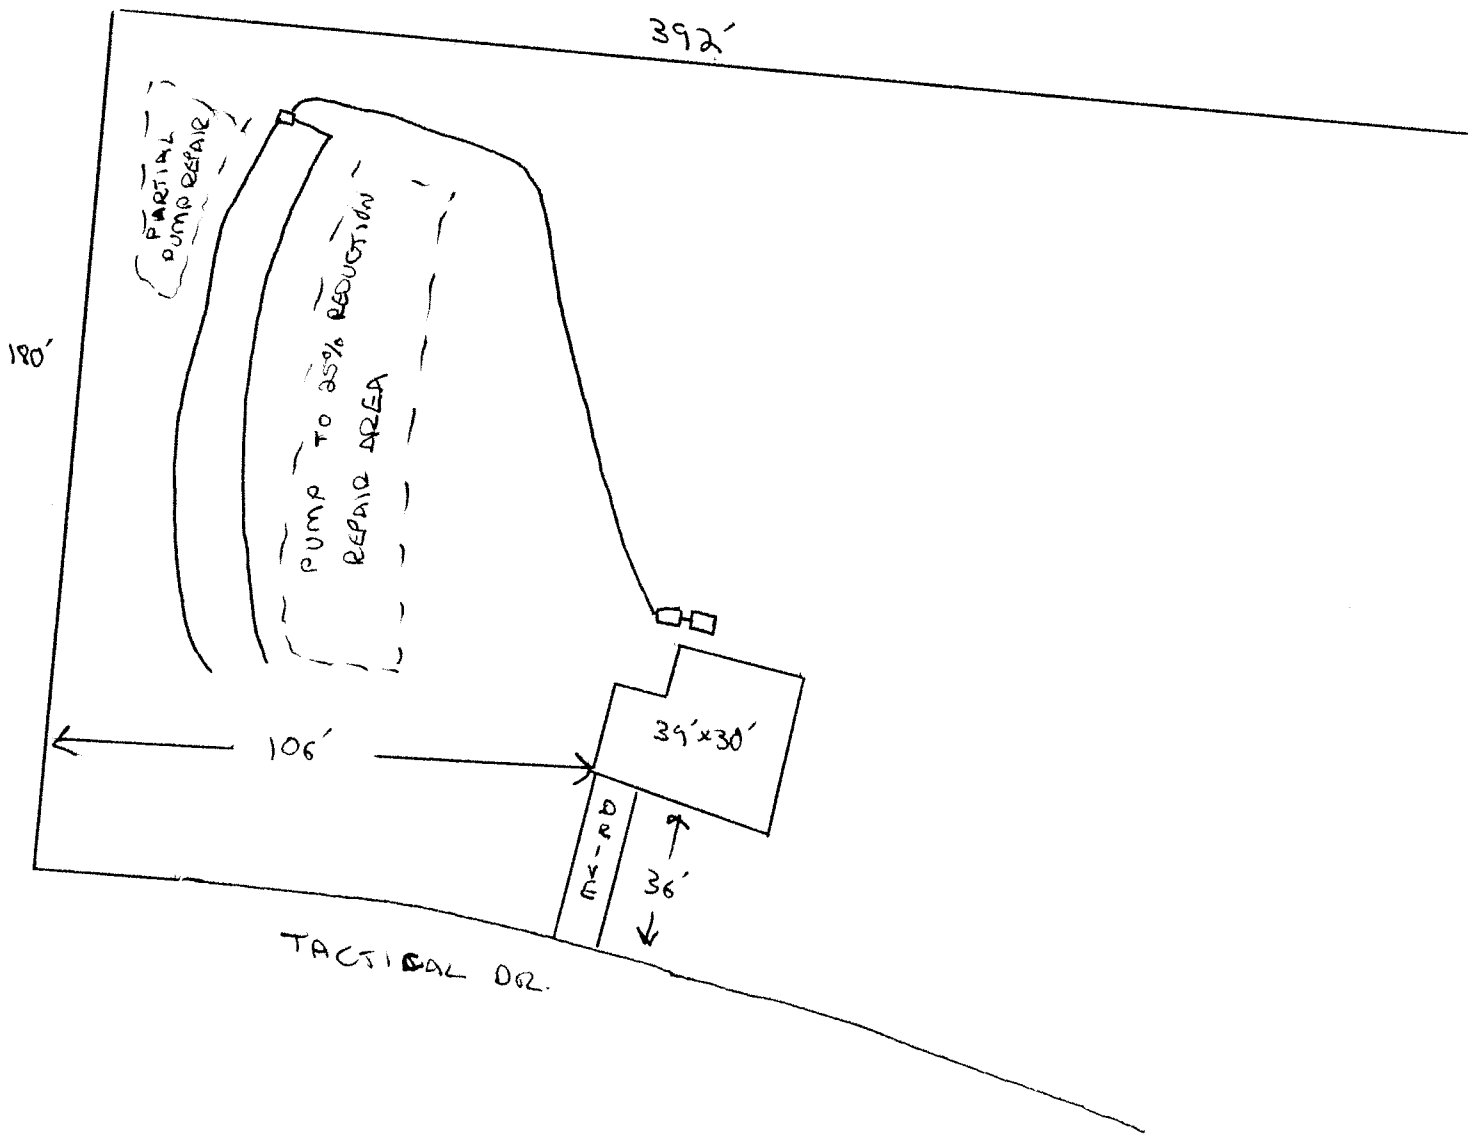 392'
PARTIAL
PUMP REPAIR
180'
PUMP TO 25% REDUCTION
REPAIR AREA
106'
39'x30'
DRIVE
36'
TACTICAL DR.